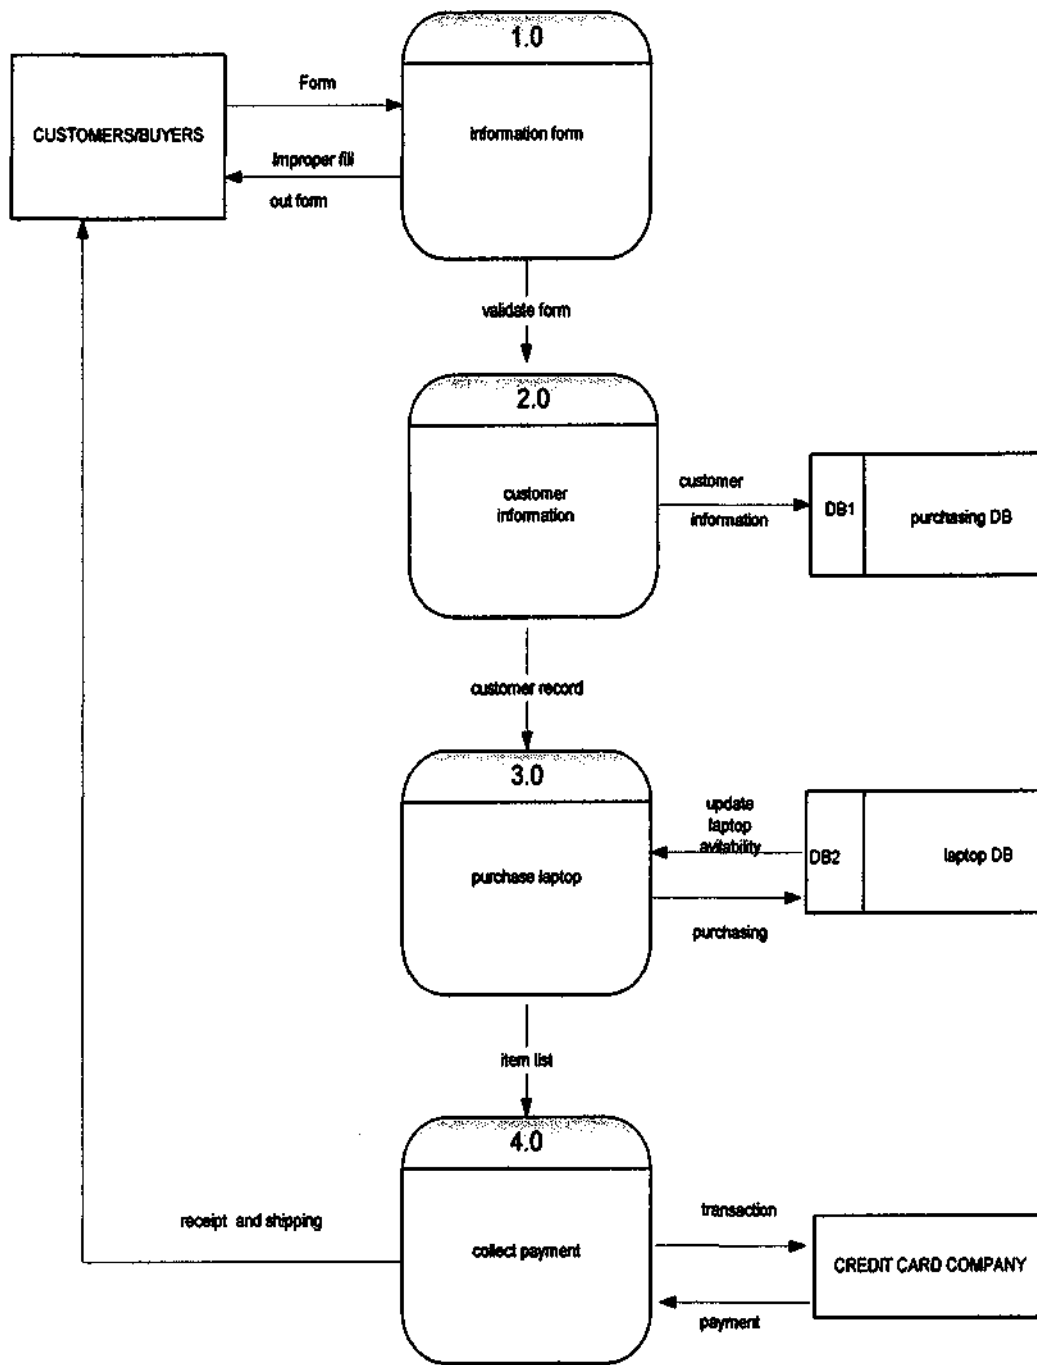 1.0
Form
CUSTOMERS/BUYERS
information form
Improper fill
out form
validate form
2.0
customer
information
customer
information
DB1
purchasing DB
customer record
3.0
update
laptop
avitability
purchase laptop
DB2
laptop DB
purchasing
item list
4.0
receipt and shipping
transaction
collect payment
CREDIT CARD COMPANY
payment